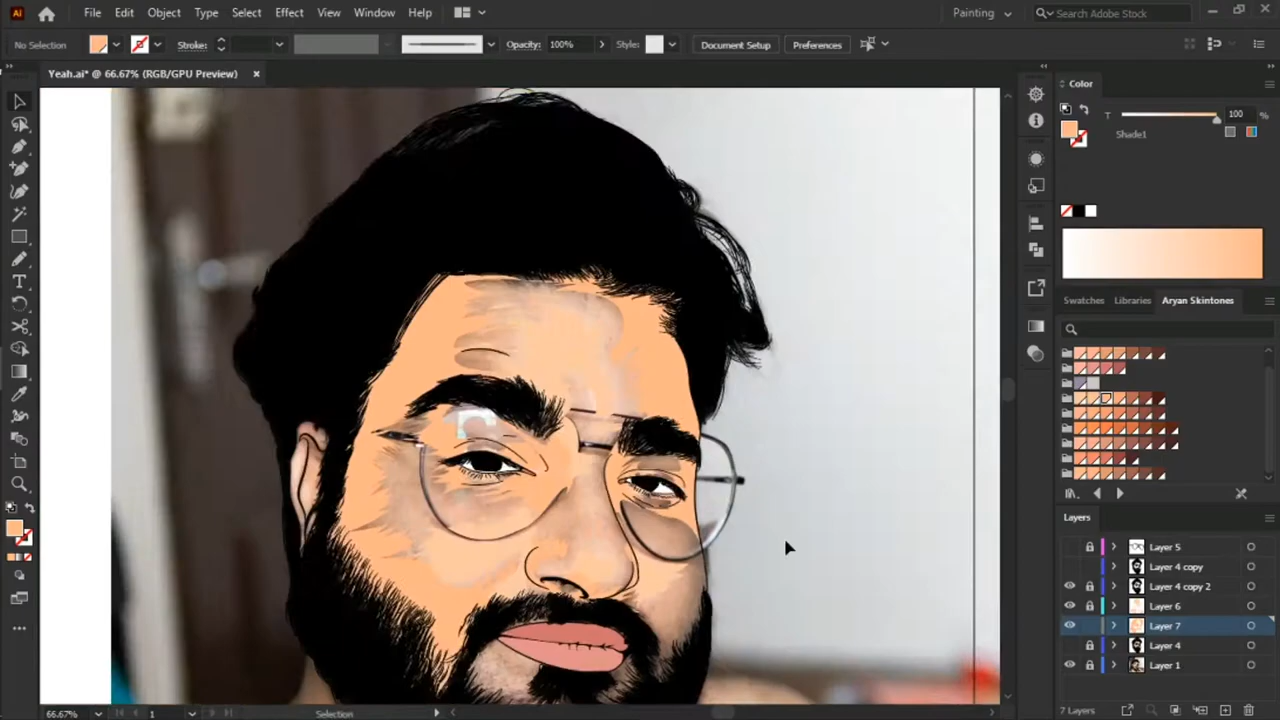 Ai File Edit Object Type Select Effect View Window Help Painting Search Adobe Stock
No Selection Stroke: Opacity: 100% Style: Document Setup Preferences
Yeah.ai* @ 66.67% (RGB/GPU Preview)
Color
T 100 %
Shade1
Swatches Libraries Aryan Skintones
Layers
Layer 5
Layer 4 copy
Layer 4 copy 2
Layer 6
Layer 7
Layer 4
Layer 1
7 Layers
66.67% 1 Selection